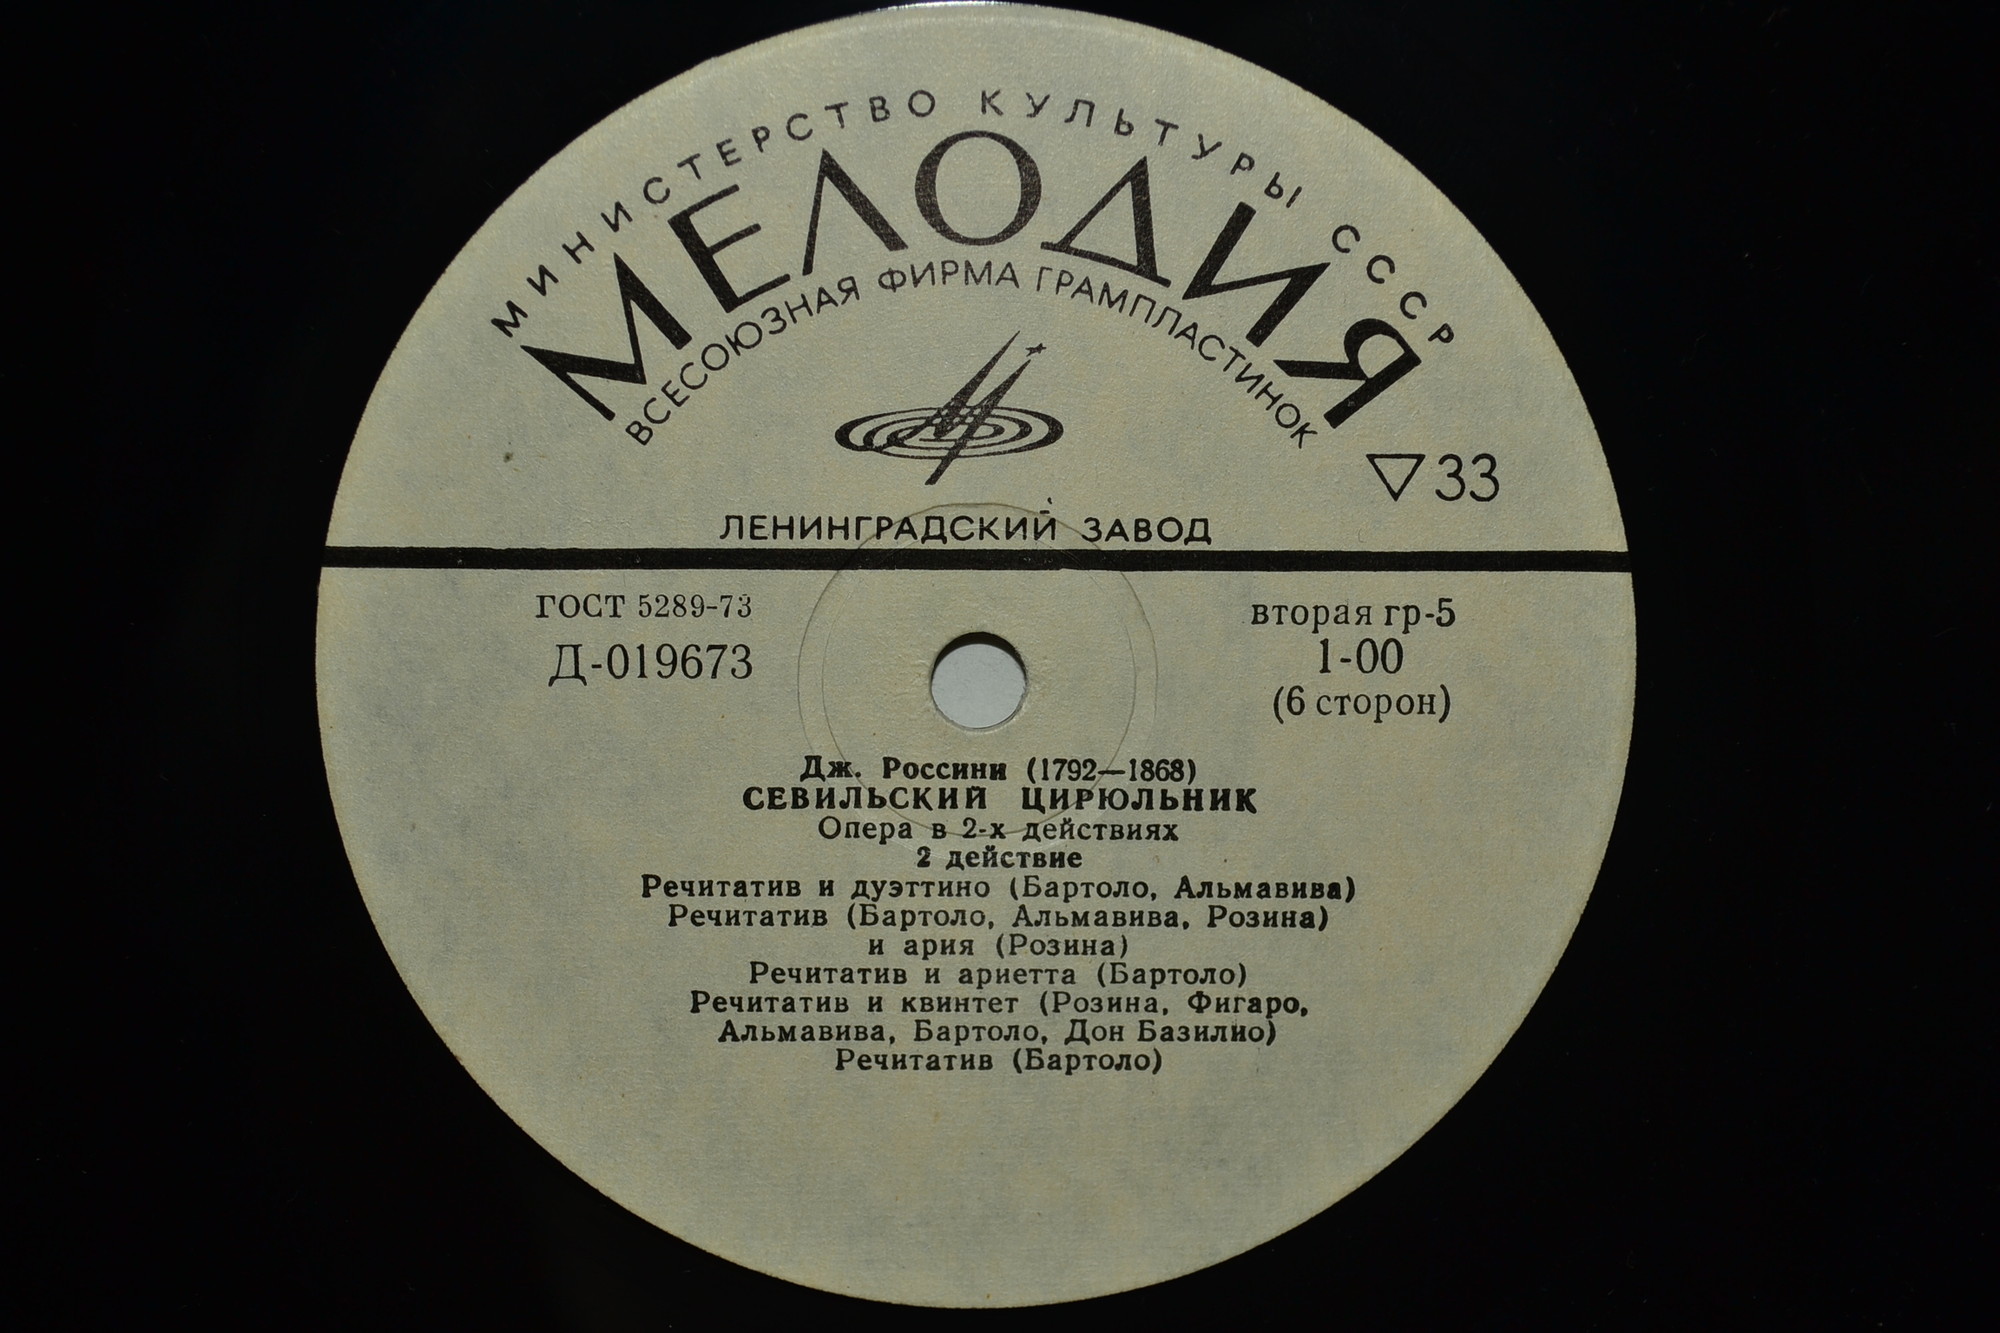 МИНИСТЕРСТВО КУЛЬТУРЫ СССР
МЕЛОДИЯ
ВСЕСОЮЗНАЯ ФИРМА ГРАМПЛАСТИНОК
▽33
ЛЕНИНГРАДСКИЙ ЗАВОД
ГОСТ 5289-73
Д-019673
вторая гр-5
1-00
(6 сторон)
Дж. Россини (1792—1868)
СЕВИЛЬСКИЙ ЦИРЮЛЬНИК
Опера в 2-х действиях
2 действие
Речитатив и дуэттино (Бартоло, Альмавива)
Речитатив (Бартоло, Альмавива, Розина)
и ария (Розина)
Речитатив и ариетта (Бартоло)
Речитатив и квинтет (Розина, Фигаро,
Альмавива, Бартоло, Дон Базилио)
Речитатив (Бартоло)